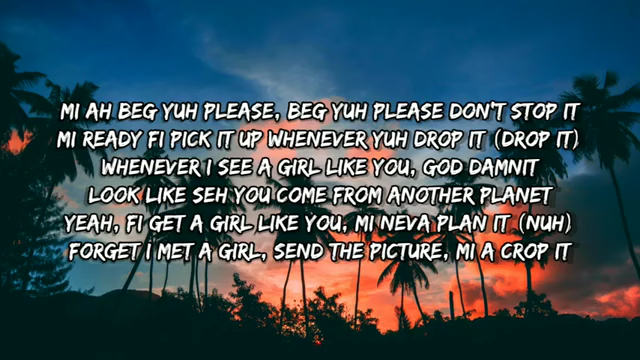 MI AH BEG YUH PLEASE, BEG YUH PLEASE DON'T STOP IT
MI READY FI PICK IT UP WHENEVER YUH DROP IT (DROP IT)
WHENEVER I SEE A GIRL LIKE YOU, GOD DAMNIT
LOOK LIKE SEH YOU COME FROM ANOTHER PLANET
YEAH, FI GET A GIRL LIKE YOU, MI NEVA PLAN IT (NUH)
FORGET I MET A GIRL, SEND THE PICTURE, MI A CROP IT